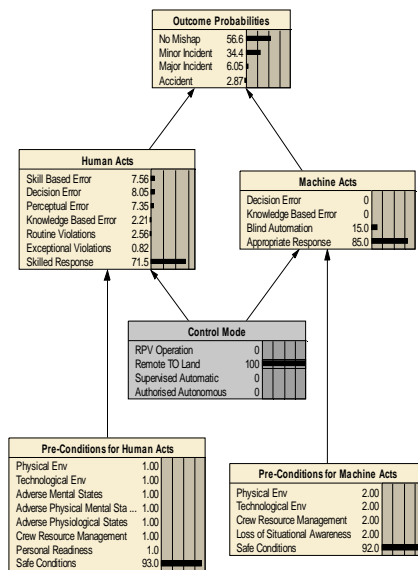 Outcome Probabilities
No Mishap 56.6
Minor Incident 34.4
Major Incident 6.05
Accident 2.87
Human Acts
Skill Based Error 7.56
Decision Error 8.05
Perceptual Error 7.35
Knowledge Based Error 2.21
Routine Violations 2.56
Exceptional Violations 0.82
Skilled Response 71.5
Machine Acts
Decision Error 0
Knowledge Based Error 0
Blind Automation 15.0
Appropriate Response 85.0
Control Mode
RPV Operation 0
Remote TO Land 100
Supervised Automatic 0
Authorised Autonomous 0
Pre-Conditions for Human Acts
Physical Env 1.00
Technological Env 1.00
Adverse Mental States 1.00
Adverse Physical Mental Sta ... 1.00
Adverse Physiological States 1.00
Crew Resource Management 1.00
Personal Readiness 1.0
Safe Conditions 93.0
Pre-Conditions for Machine Acts
Physical Env 2.00
Technological Env 2.00
Crew Resource Management 2.00
Loss of Situational Awareness 2.00
Safe Conditions 92.0